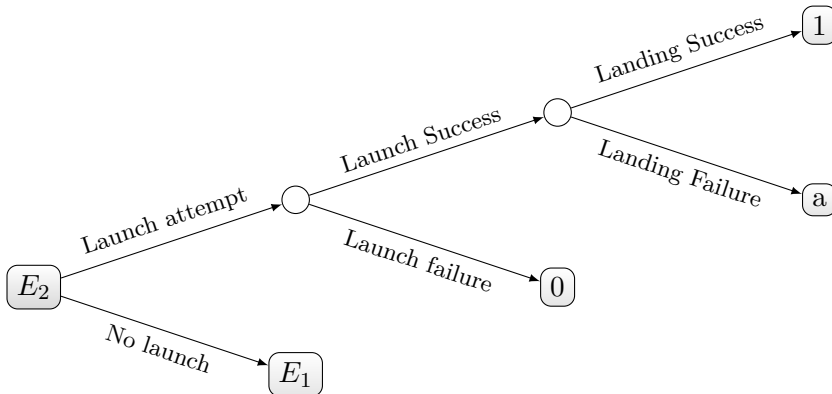 Landing Success
1
Launch Success
Landing Failure
a
Launch attempt
Launch failure
0
E₂
No launch
E₁